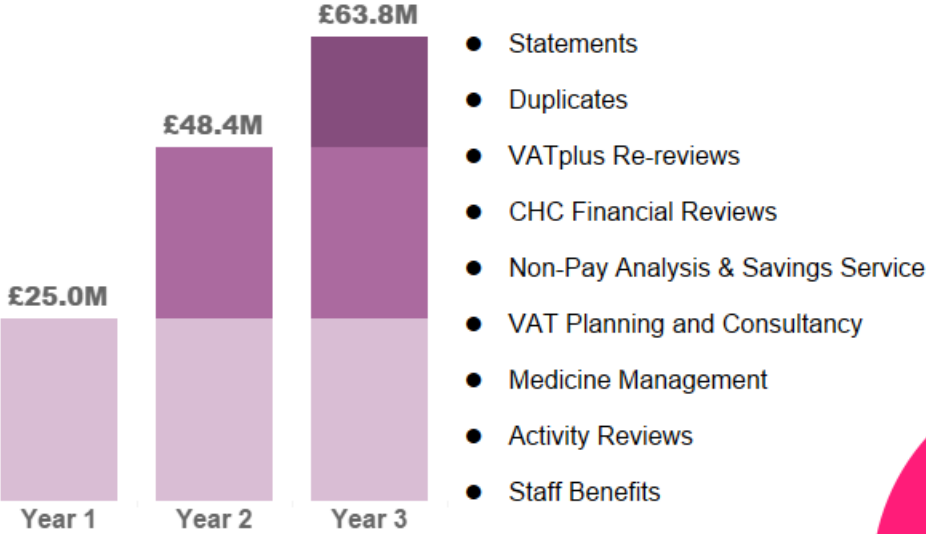 £63.8M
£48.4M
£25.0M
Year 1
Year 2
Year 3
● Statements
● Duplicates
● VATplus Re-reviews
● CHC Financial Reviews
● Non-Pay Analysis & Savings Service
● VAT Planning and Consultancy
● Medicine Management
● Activity Reviews
● Staff Benefits